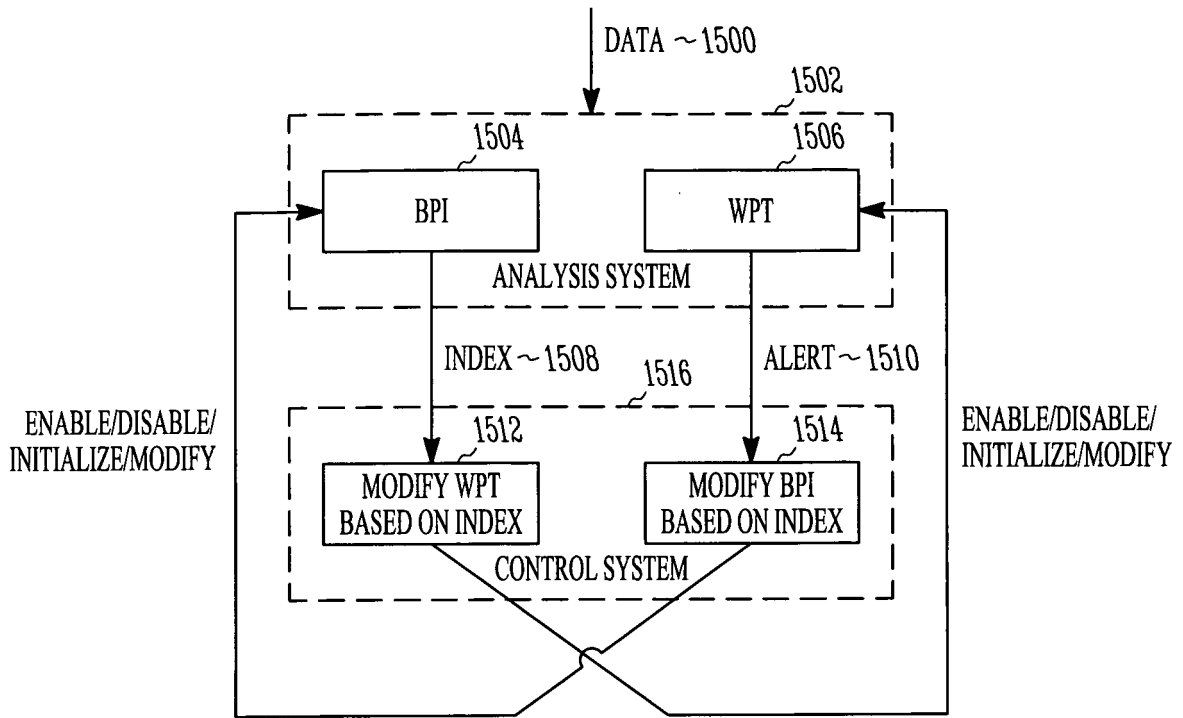 DATA ~1500
1502
1504
1506
BPI
WPT
ANALYSIS SYSTEM
INDEX ~1508
ALERT ~1510
1516
ENABLE/DISABLE/
INITIALIZE/MODIFY
ENABLE/DISABLE/
INITIALIZE/MODIFY
1512
1514
MODIFY WPT
BASED ON INDEX
MODIFY BPI
BASED ON INDEX
CONTROL SYSTEM